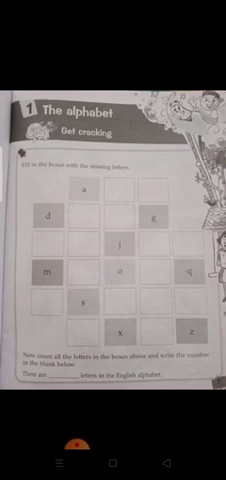 1 The alphabet
Get cracking
Fill in the boxes with the missing letters.
a
d g
j
m o q
s
x z
Now count all the letters in the boxes above and write the number
in the blank below.
There are ________ letters in the English alphabet.